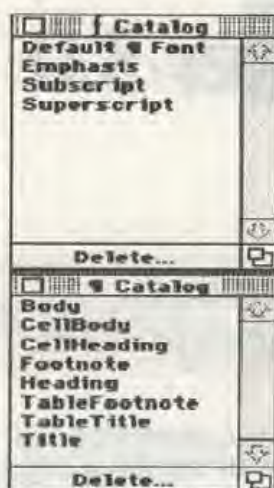 f Catalog
Default ¶ Font
Emphasis
Subscript
Superscript
Delete...
¶ Catalog
Body
CellBody
CellHeading
Footnote
Heading
TableFootnote
TableTitle
Title
Delete...